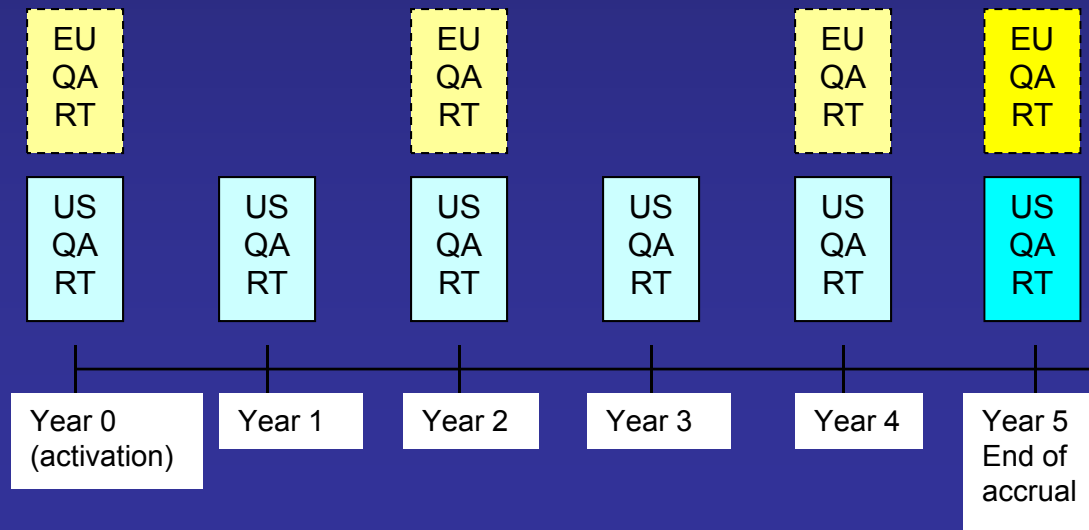 EU
QA
RT
EU
QA
RT
EU
QA
RT
EU
QA
RT
US
QA
RT
US
QA
RT
US
QA
RT
US
QA
RT
US
QA
RT
US
QA
RT
Year 0
(activation)
Year 1
Year 2
Year 3
Year 4
Year 5
End of
accrual